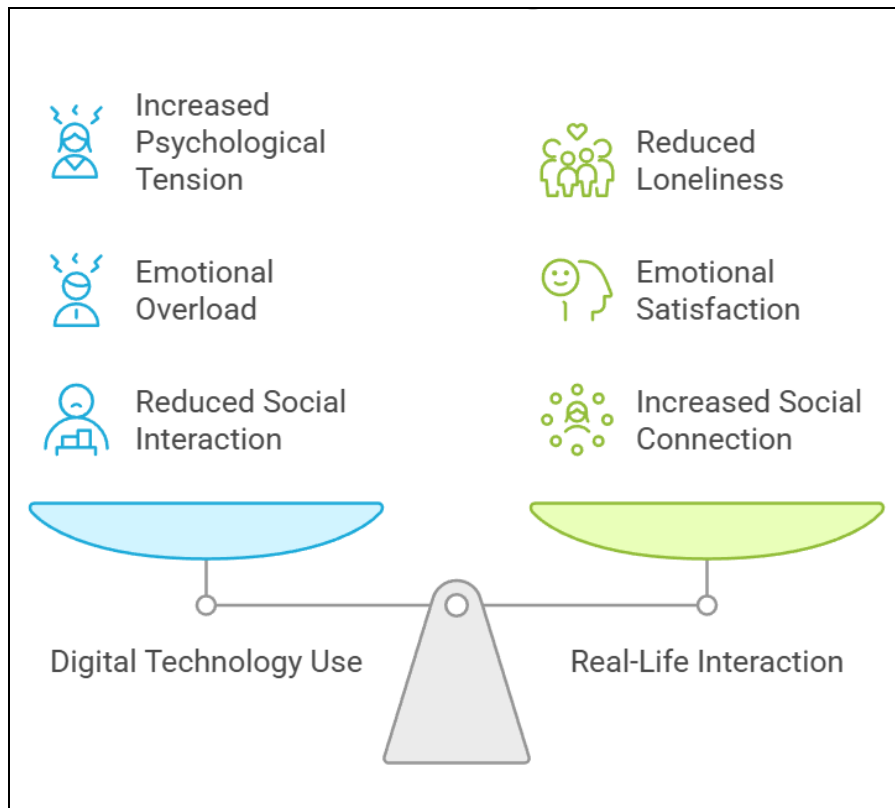 Increased
Psychological
Tension
Emotional
Overload
Reduced Social
Interaction
Reduced
Loneliness
Emotional
Satisfaction
Increased Social
Connection
Digital Technology Use
Real-Life Interaction